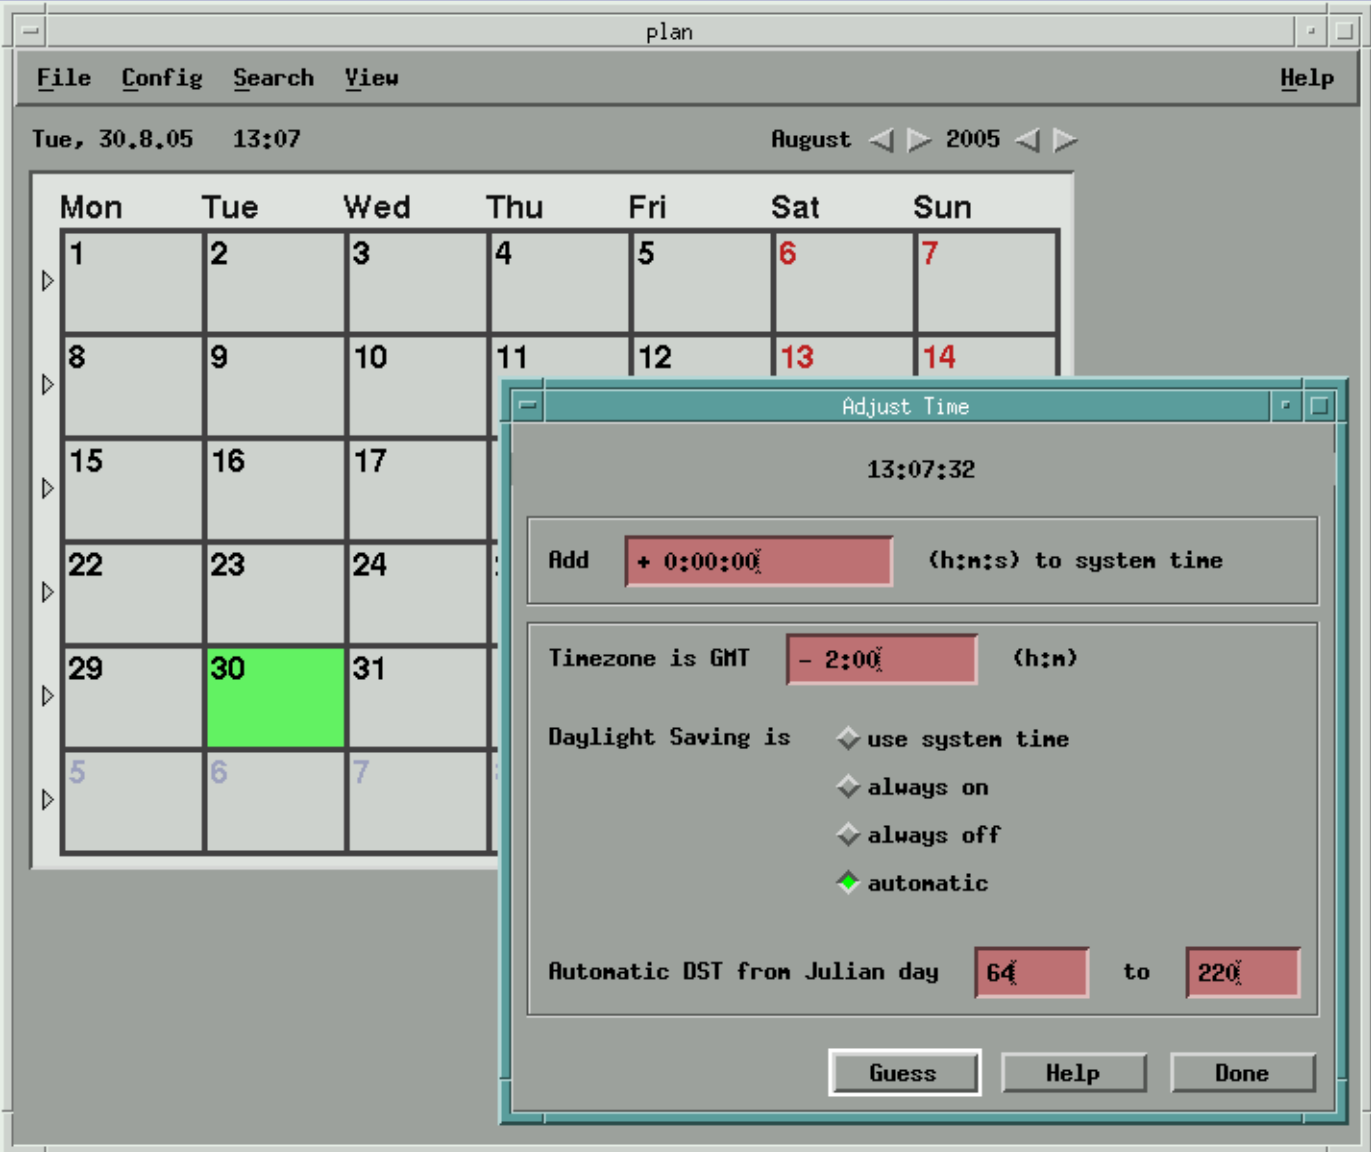 plan
File Config Search View Help
Tue, 30.8.05 13:07 August 2005
Mon Tue Wed Thu Fri Sat Sun
1 2 3 4 5 6 7
8 9 10 11 12 13 14
15 16 17
22 23 24
29 30 31
5 6 7
Adjust Time
13:07:32
Add + 0:00:00 (h:m:s) to system time
Timezone is GMT - 2:00 (h:m)
Daylight Saving is use system time
always on
always off
automatic
Automatic DST from Julian day 64 to 220
Guess Help Done